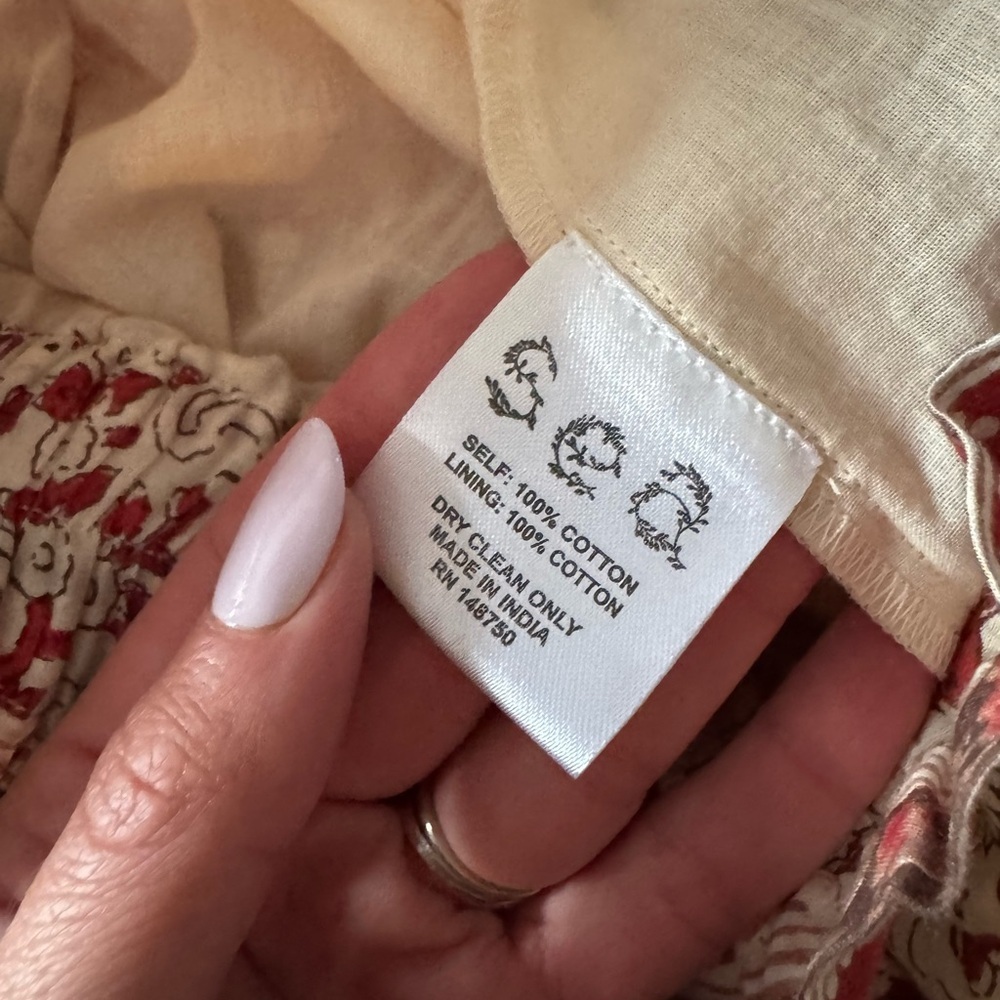 Sea
SELF: 100% COTTON
LINING: 100% COTTON
DRY CLEAN ONLY
MADE IN INDIA
RN 148750